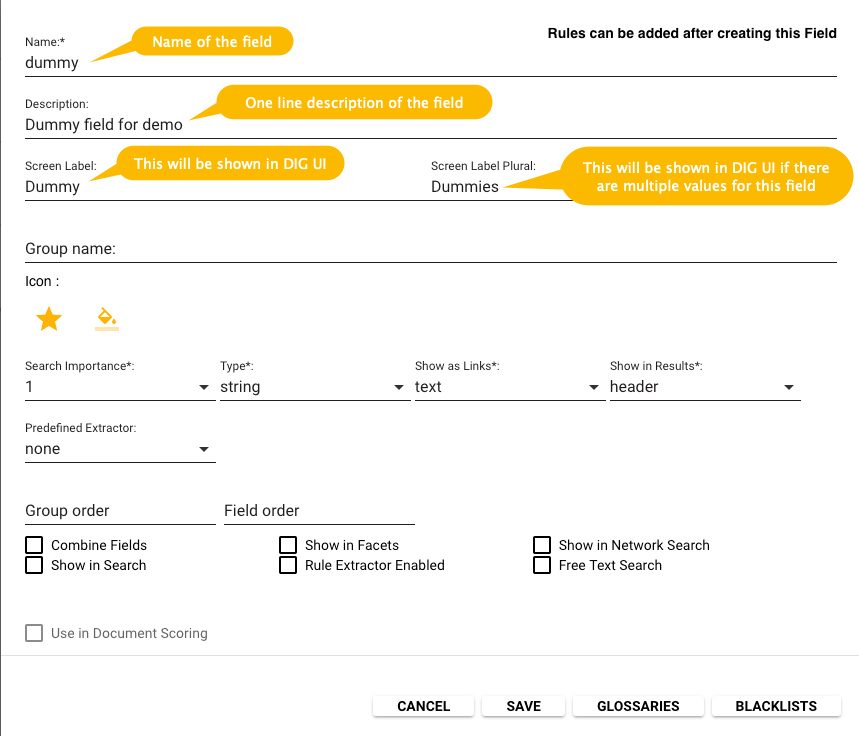 Rules can be added after creating this Field
Name:*
Name of the field
dummy
Description:
One line description of the field
Dummy field for demo
Screen Label:
This will be shown in DIG UI
Dummy
Screen Label Plural:
This will be shown in DIG UI if there
are multiple values for this field
Dummies
Group name:
Icon :
Search Importance*: Type*: Show as Links*: Show in Results*:
1 string text header
Predefined Extractor:
none
Group order Field order
Combine Fields Show in Facets Show in Network Search
Show in Search Rule Extractor Enabled Free Text Search
Use in Document Scoring
CANCEL SAVE GLOSSARIES BLACKLISTS